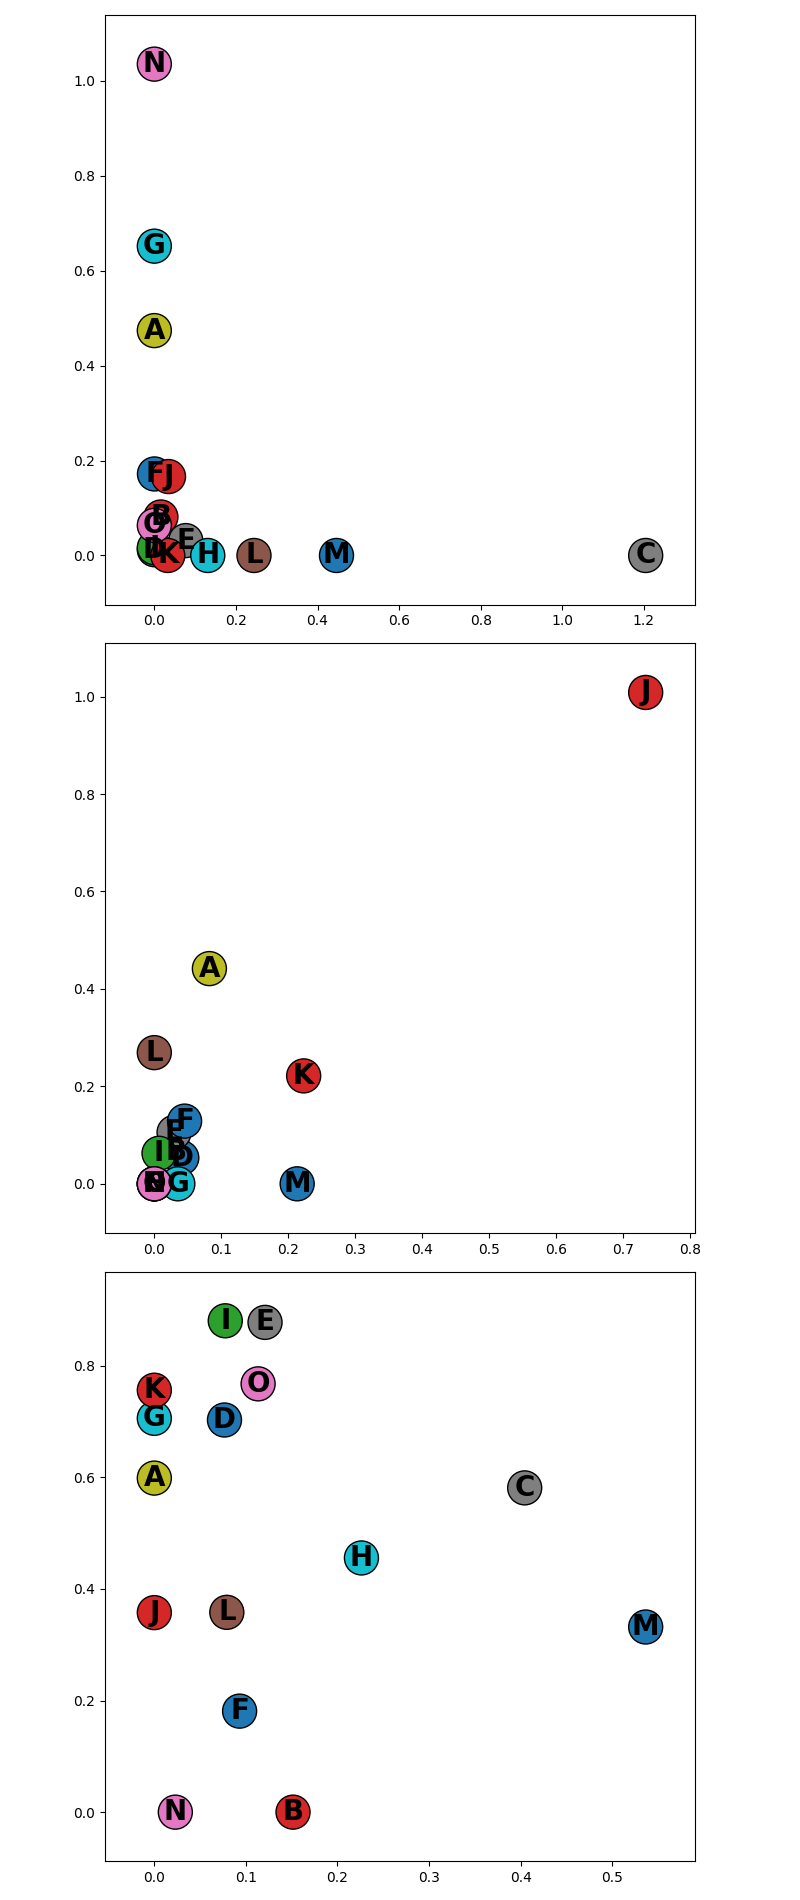 N
1.0
0.8
G
0.6
A
0.4
F J
0.2
B
O
E
D K H L M C
0.0
0.0 0.2 0.4 0.6 0.8 1.0 1.2
J
1.0
0.8
0.6
A
0.4
L
K
0.2
F
E
I B
D
G M
0.0
0.0 0.1 0.2 0.3 0.4 0.5 0.6 0.7 0.8
I E
0.8
O
K
G D
0.6
A
C
H
0.4
J L
M
0.2
F
N B
0.0
0.0 0.1 0.2 0.3 0.4 0.5